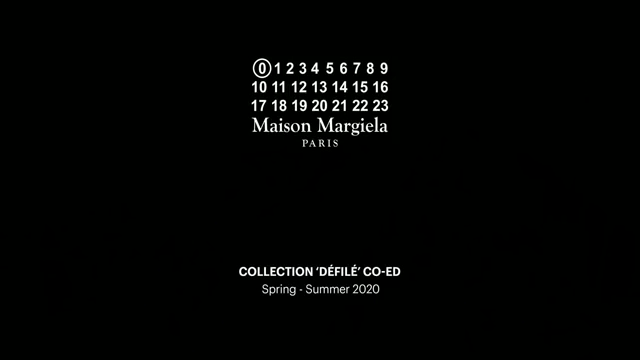 0 1 2 3 4 5 6 7 8 9
10 11 12 13 14 15 16
17 18 19 20 21 22 23
Maison Margiela
PARIS
COLLECTION ‘DÉFILÉ’ CO-ED
Spring - Summer 2020